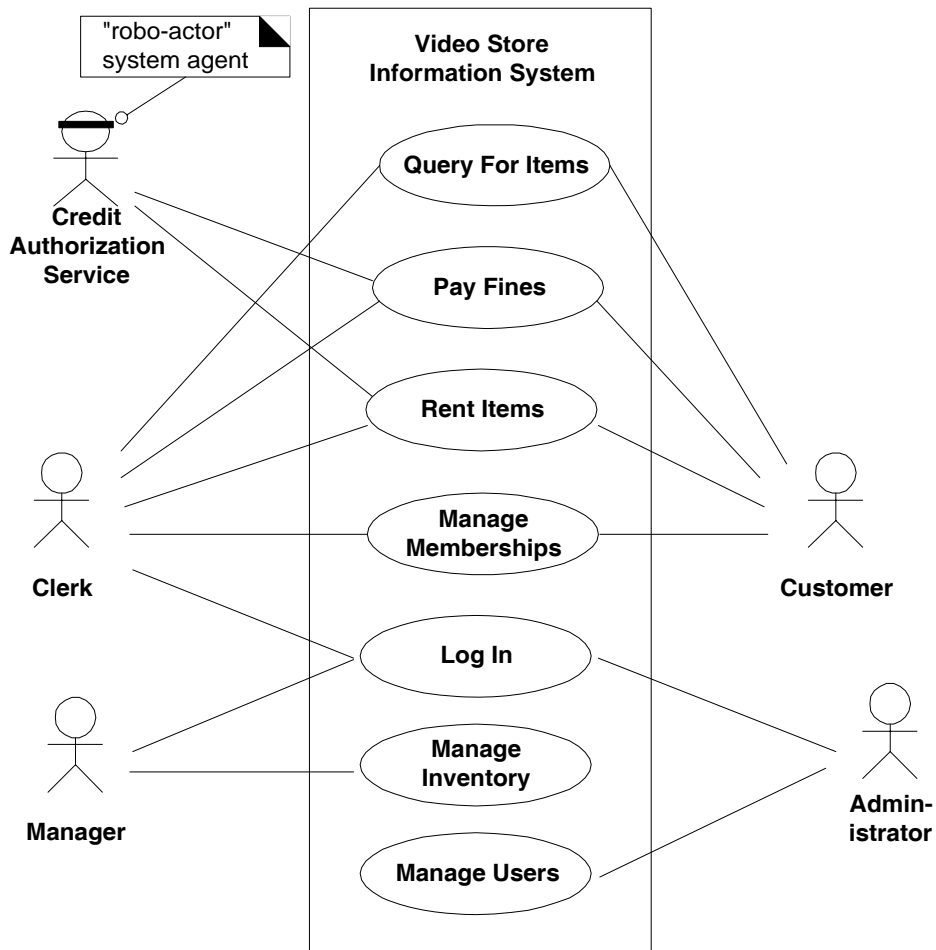 "robo-actor"
system agent
Video Store
Information System
Query For Items
Credit
Authorization
Service
Pay Fines
Rent Items
Manage
Memberships
Clerk
Customer
Log In
Manage
Inventory
Manager
Admin-
istrator
Manage Users